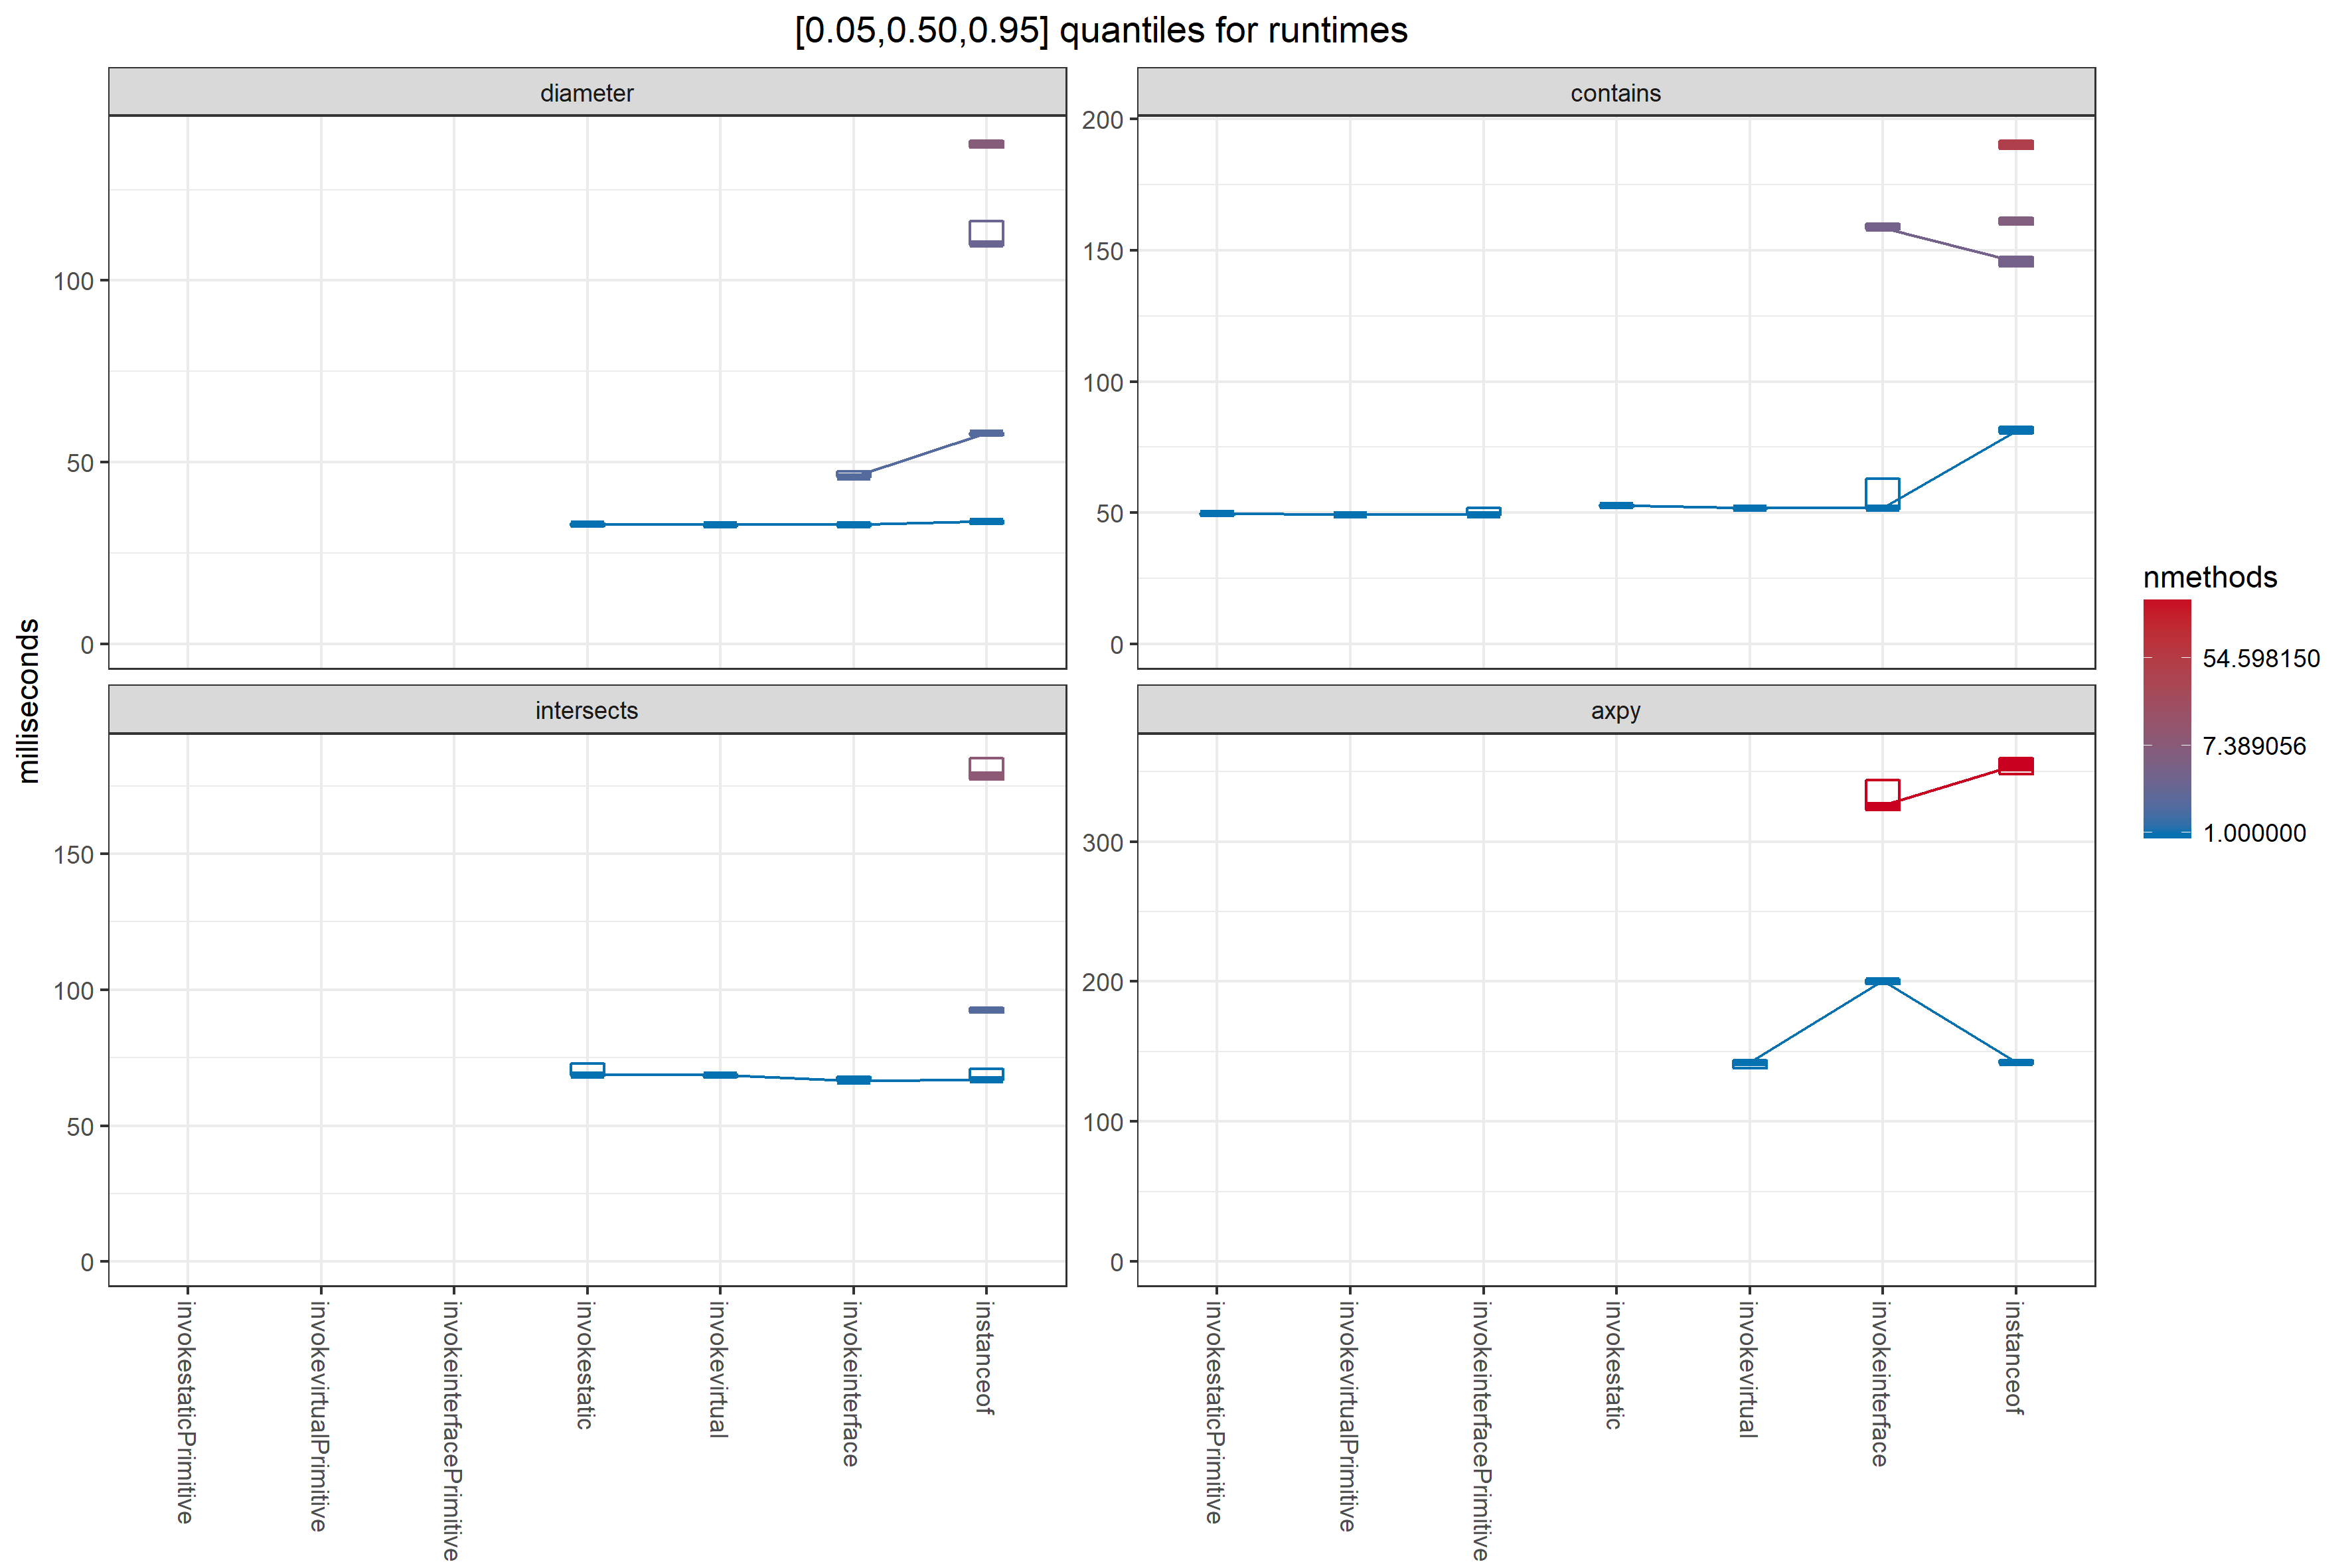 [0.05,0.50,0.95] quantiles for runtimes
milliseconds
diameter
100
50
0
contains
200
150
100
50
0
intersects
150
100
50
0
axpy
300
200
100
0
invokestaticPrimitive
invokevirtualPrimitive
invokeinterfacePrimitive
invokestatic
invokevirtual
invokeinterface
instanceof
invokestaticPrimitive
invokevirtualPrimitive
invokeinterfacePrimitive
invokestatic
invokevirtual
invokeinterface
instanceof
nmethods
54.598150
7.389056
1.000000